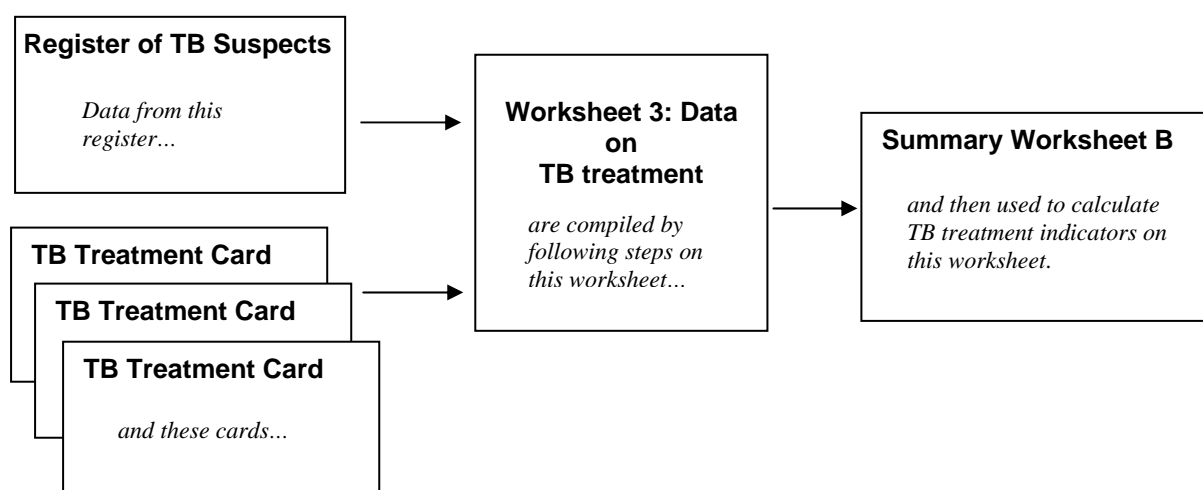 Register of TB Suspects
Data from this
register…
TB Treatment Card
TB Treatment Card
TB Treatment Card
and these cards…
Worksheet 3: Data
on
TB treatment
are compiled by
following steps on
this worksheet…
Summary Worksheet B
and then used to calculate
TB treatment indicators on
this worksheet.